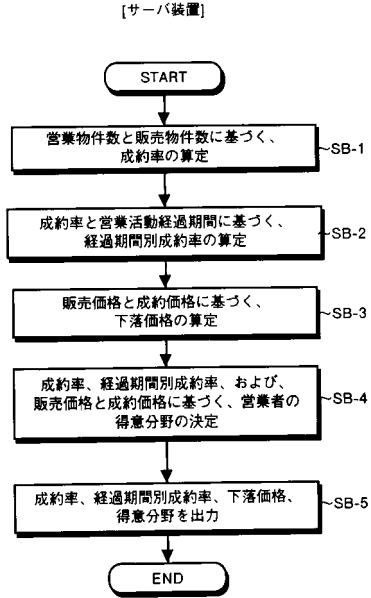 [サーバ装置]
START
営業物件数と販売物件数に基づく、
成約率の算定
SB-1
成約率と営業活動経過期間に基づく、
経過期間別成約率の算定
SB-2
販売価格と成約価格に基づく、
下落価格の算定
SB-3
成約率、経過期間別成約率、および、
販売価格と成約価格に基づく、営業者の
得意分野の決定
SB-4
成約率、経過期間別成約率、下落価格、
得意分野を出力
SB-5
END